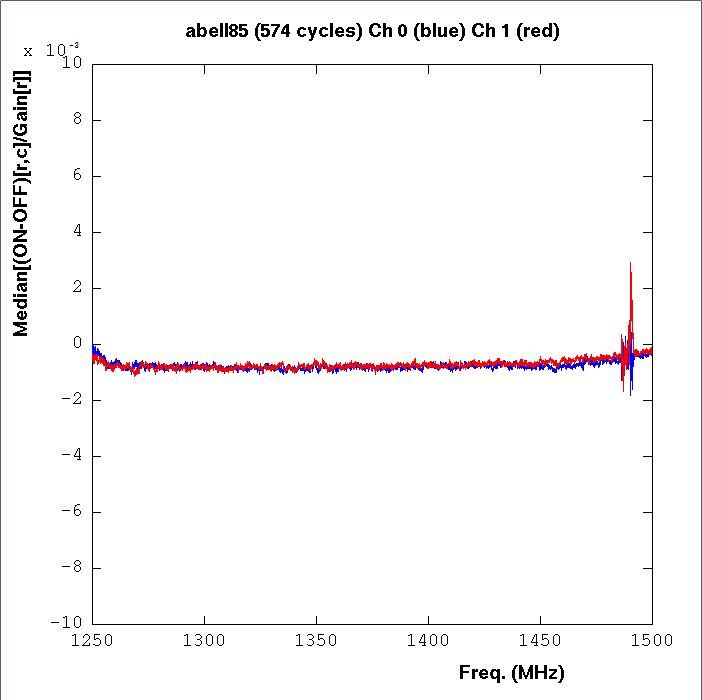 abell85 (574 cycles) Ch 0 (blue) Ch 1 (red)
x 10⁻³
Median[(ON-OFF)[r,c]/Gain[r]]
10
8
6
4
2
0
-2
-4
-6
-8
-10
1250 1300 1350 1400 1450 1500
Freq. (MHz)